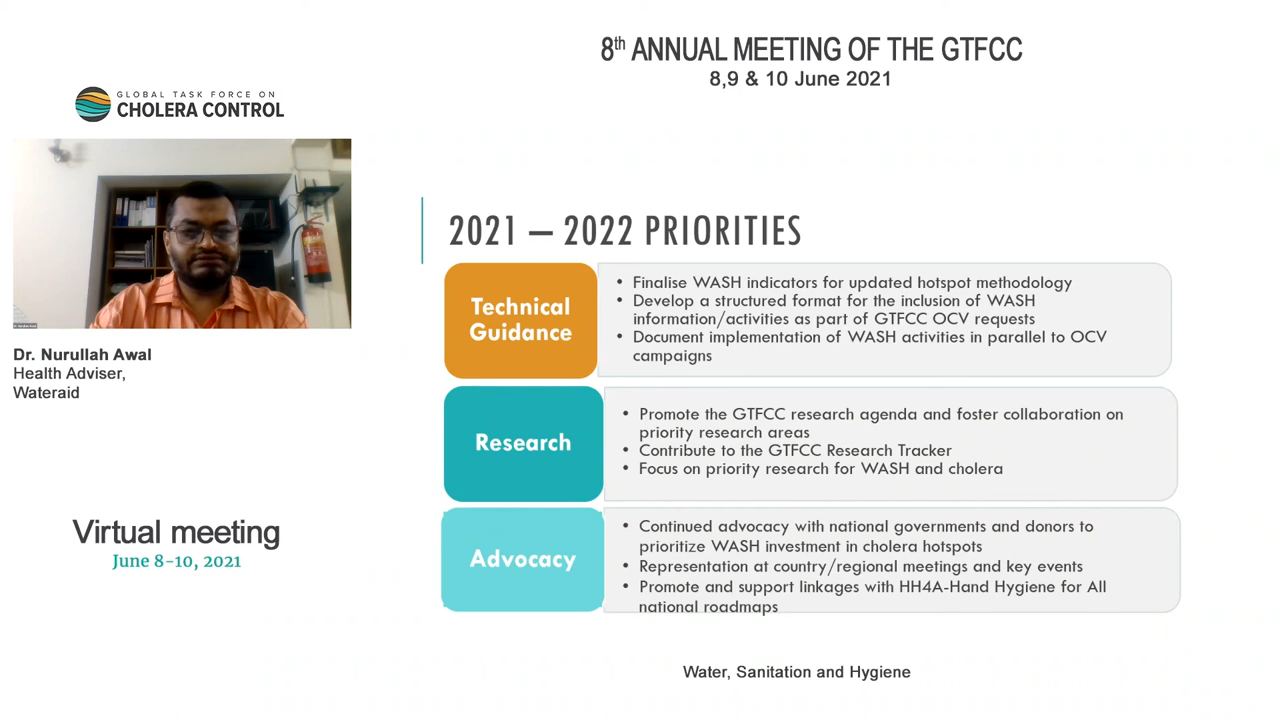 8th ANNUAL MEETING OF THE GTFCC
8,9 & 10 June 2021
GLOBAL TASK FORCE ON
CHOLERA CONTROL
Dr. Nurullah Awal
Health Adviser,
Wateraid
Virtual meeting
June 8-10, 2021
2021 – 2022 PRIORITIES
Technical
Guidance
• Finalise WASH indicators for updated hotspot methodology
• Develop a structured format for the inclusion of WASH
information/activities as part of GTFCC OCV requests
• Document implementation of WASH activities in parallel to OCV
campaigns
Research
• Promote the GTFCC research agenda and foster collaboration on
priority research areas
• Contribute to the GTFCC Research Tracker
• Focus on priority research for WASH and cholera
Advocacy
• Continued advocacy with national governments and donors to
prioritize WASH investment in cholera hotspots
• Representation at country/regional meetings and key events
• Promote and support linkages with HH4A-Hand Hygiene for All
national roadmaps
Water, Sanitation and Hygiene